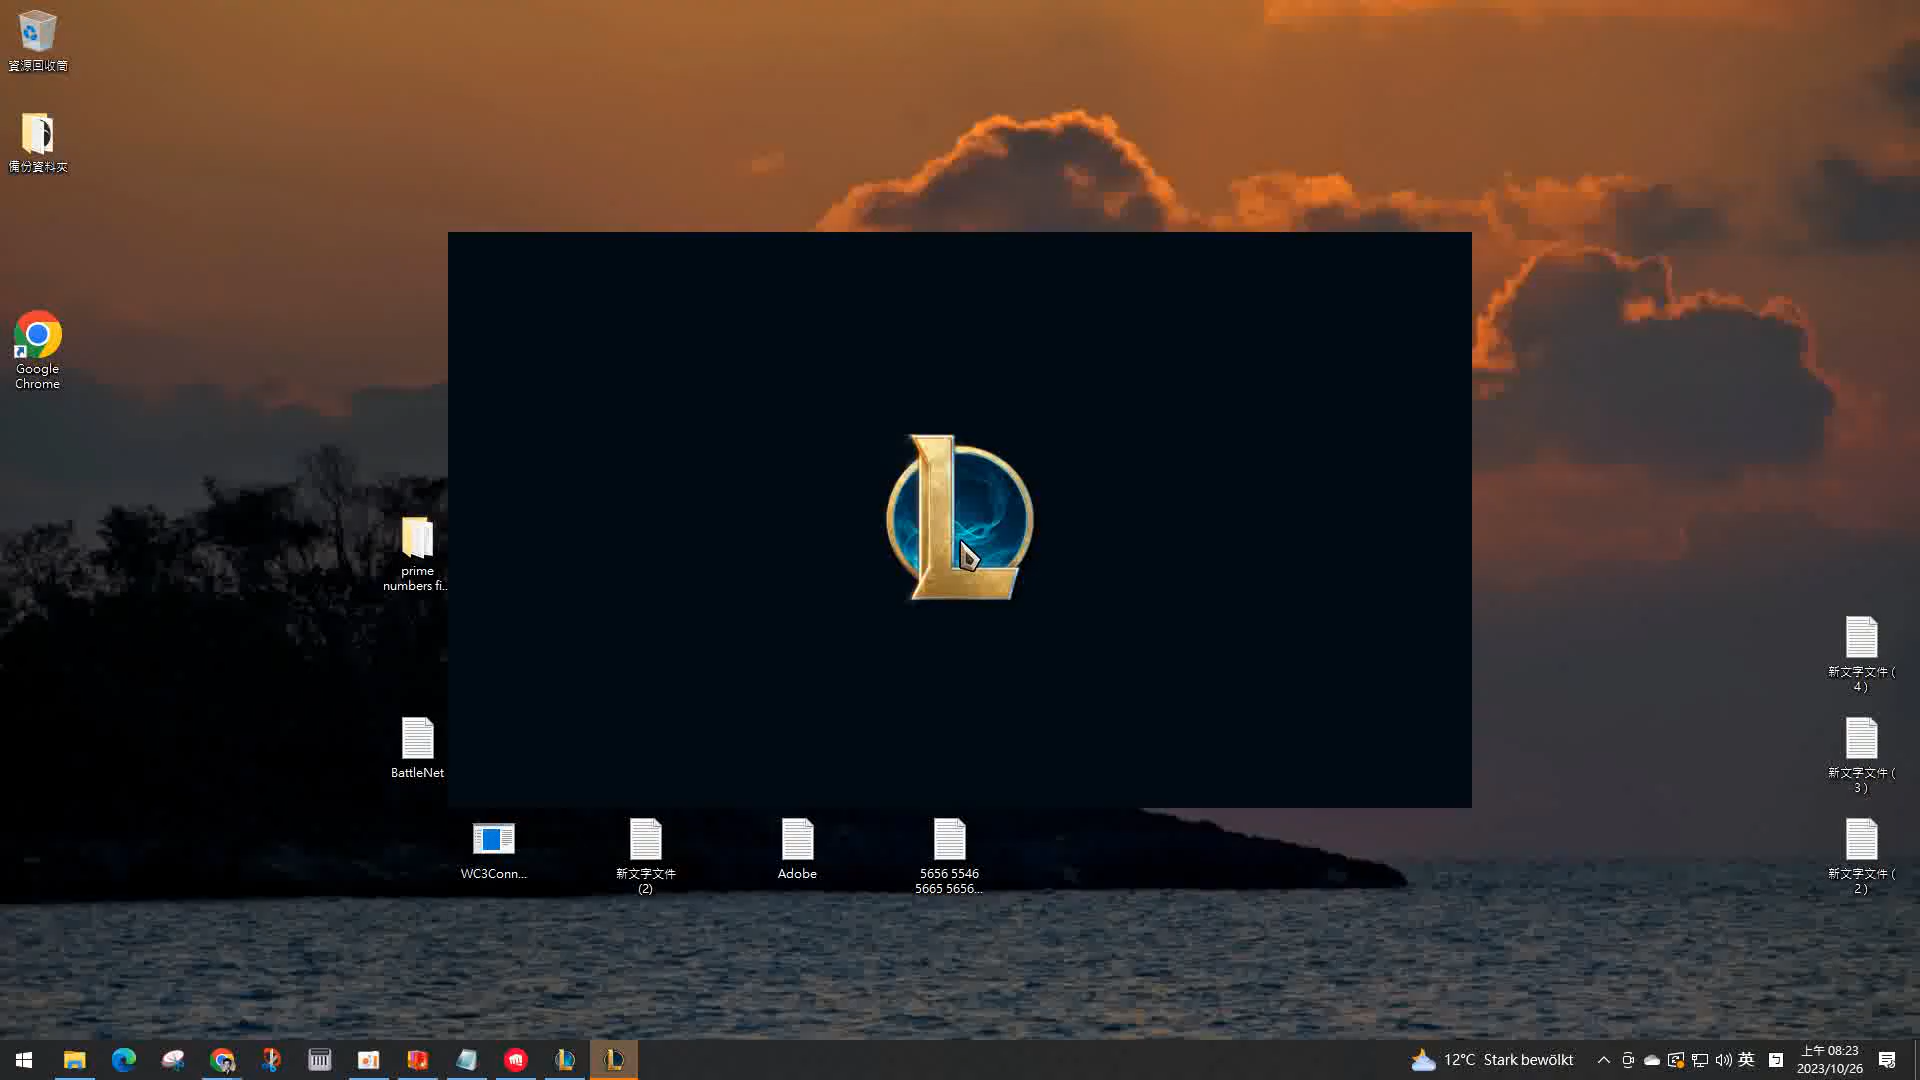 資源回收筒
備份資料夾
Google
Chrome
prime
numbers fi...
BattleNet
WC3Conn...
新文字文件
(2)
Adobe
5656 5546
5665 5656...
新文字文件 (
4 )
新文字文件 (
3 )
新文字文件 (
2 )
12°C Stark bewölkt
英
上午 08:23
2023/10/26